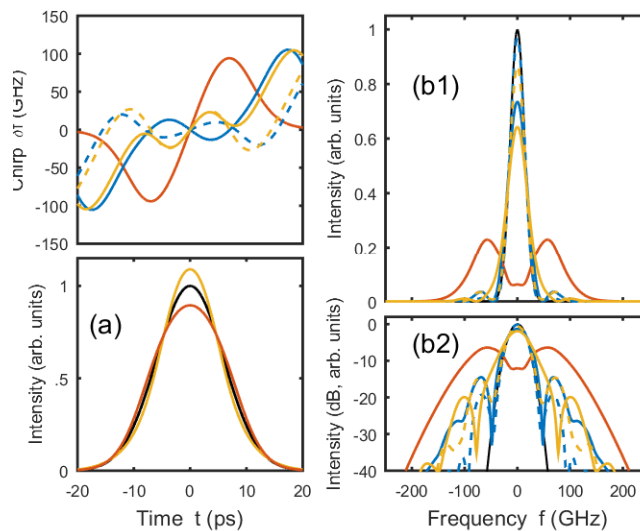 Chirp (GHz)
150
100
50
0
-50
-100
-150
Intensity (arb. units)
1
.5
0
(a)
-20 -10 0 10 20
Time t (ps)
Intensity (arb. units)
1
0.8
0.6
0.4
0.2
0
(b1)
Intensity (dB, arb. units)
0
-10
-20
-30
-40
(b2)
-200 -100 0 100 200
Frequency f (GHz)